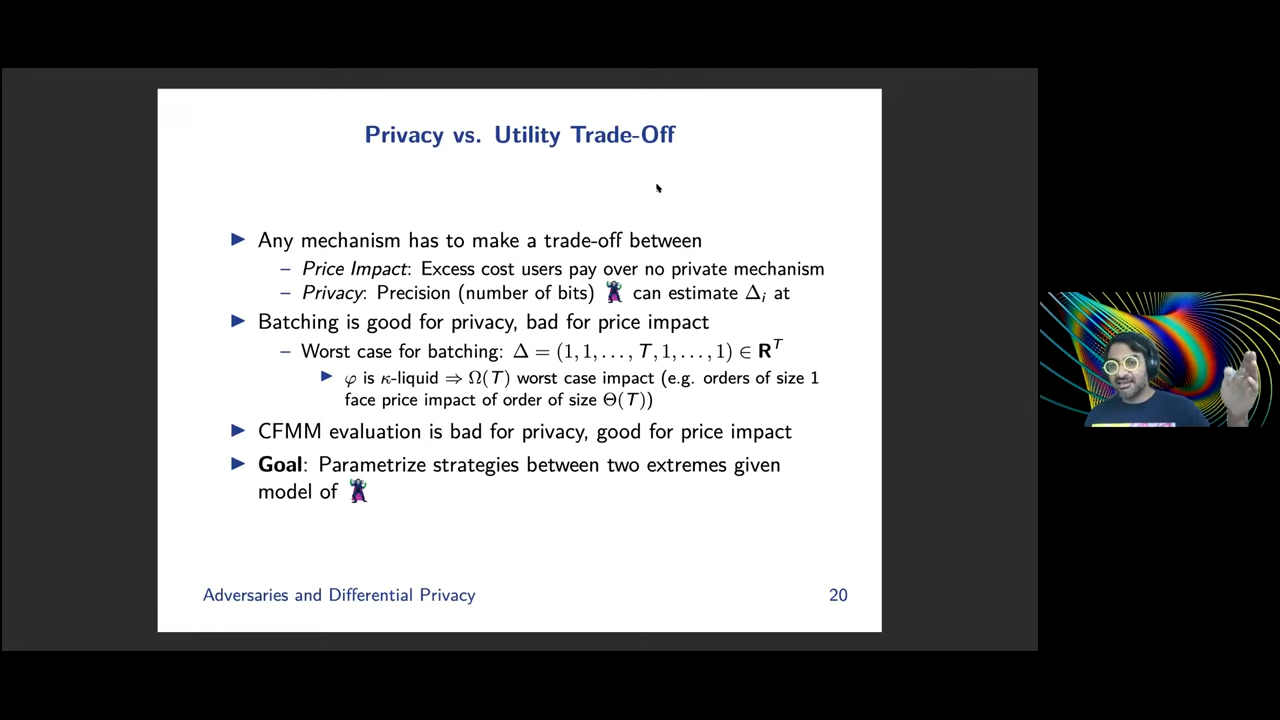 Privacy vs. Utility Trade-Off
▶ Any mechanism has to make a trade-off between
– Price Impact: Excess cost users pay over no private mechanism
– Privacy: Precision (number of bits) 🦹 can estimate Δᵢ at
▶ Batching is good for privacy, bad for price impact
– Worst case for batching: Δ = (1, 1, . . . , T, 1, . . . , 1) ∈ Rᵀ
▶ φ is κ-liquid ⇒ Ω(T) worst case impact (e.g. orders of size 1
face price impact of order of size Θ(T))
▶ CFMM evaluation is bad for privacy, good for price impact
▶ Goal: Parametrize strategies between two extremes given
model of 🦹
Adversaries and Differential Privacy 20